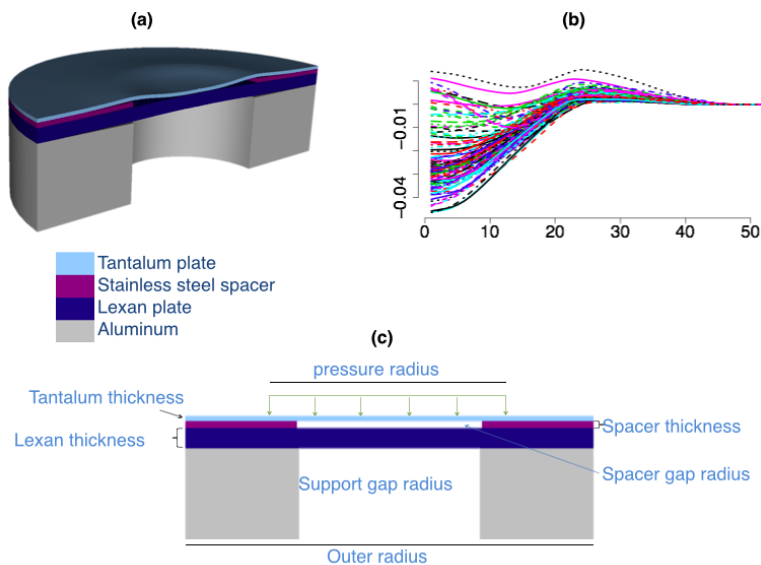 (a)
(b)
−0.01
−0.04
0 10 20 30 40 50
Tantalum plate
Stainless steel spacer
Lexan plate
Aluminum
(c)
pressure radius
Tantalum thickness
Lexan thickness
Spacer thickness
Support gap radius
Spacer gap radius
Outer radius